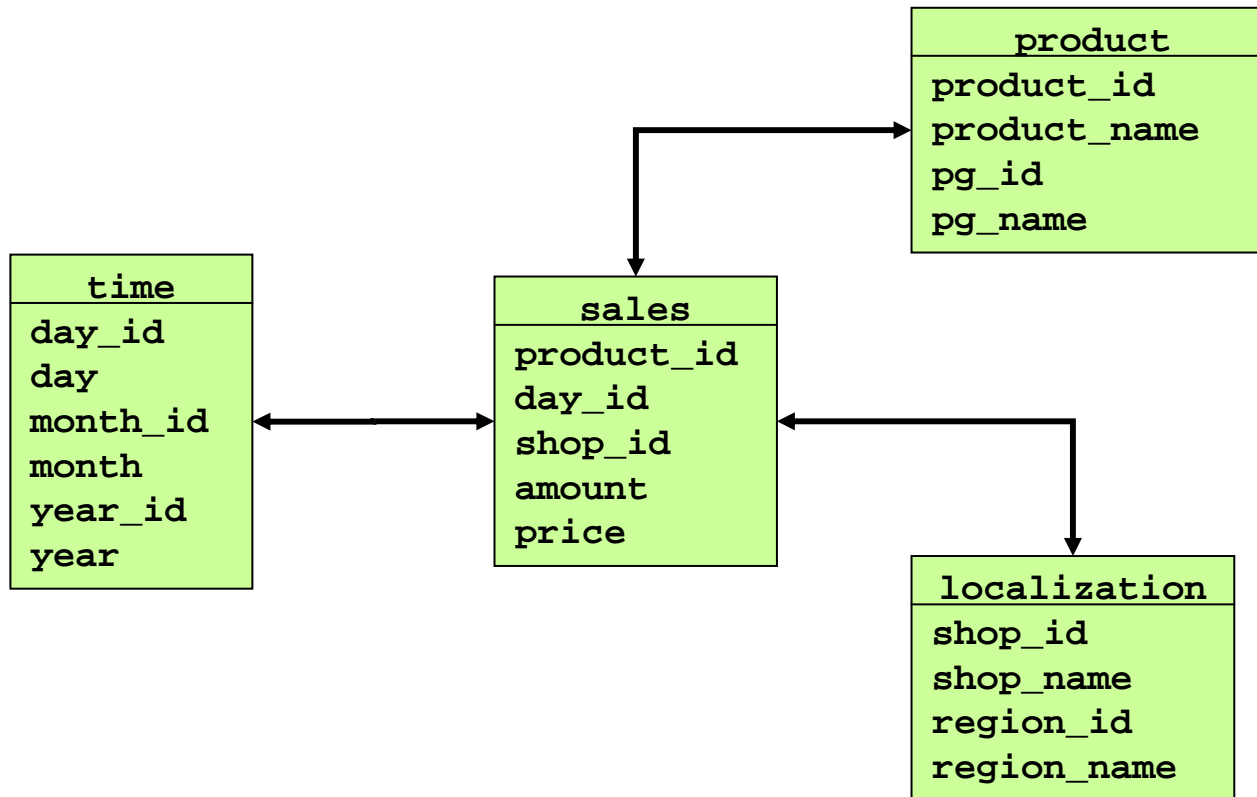 product
product_id
product_name
pg_id
pg_name
time
day_id
day
month_id
month
year_id
year
sales
product_id
day_id
shop_id
amount
price
localization
shop_id
shop_name
region_id
region_name